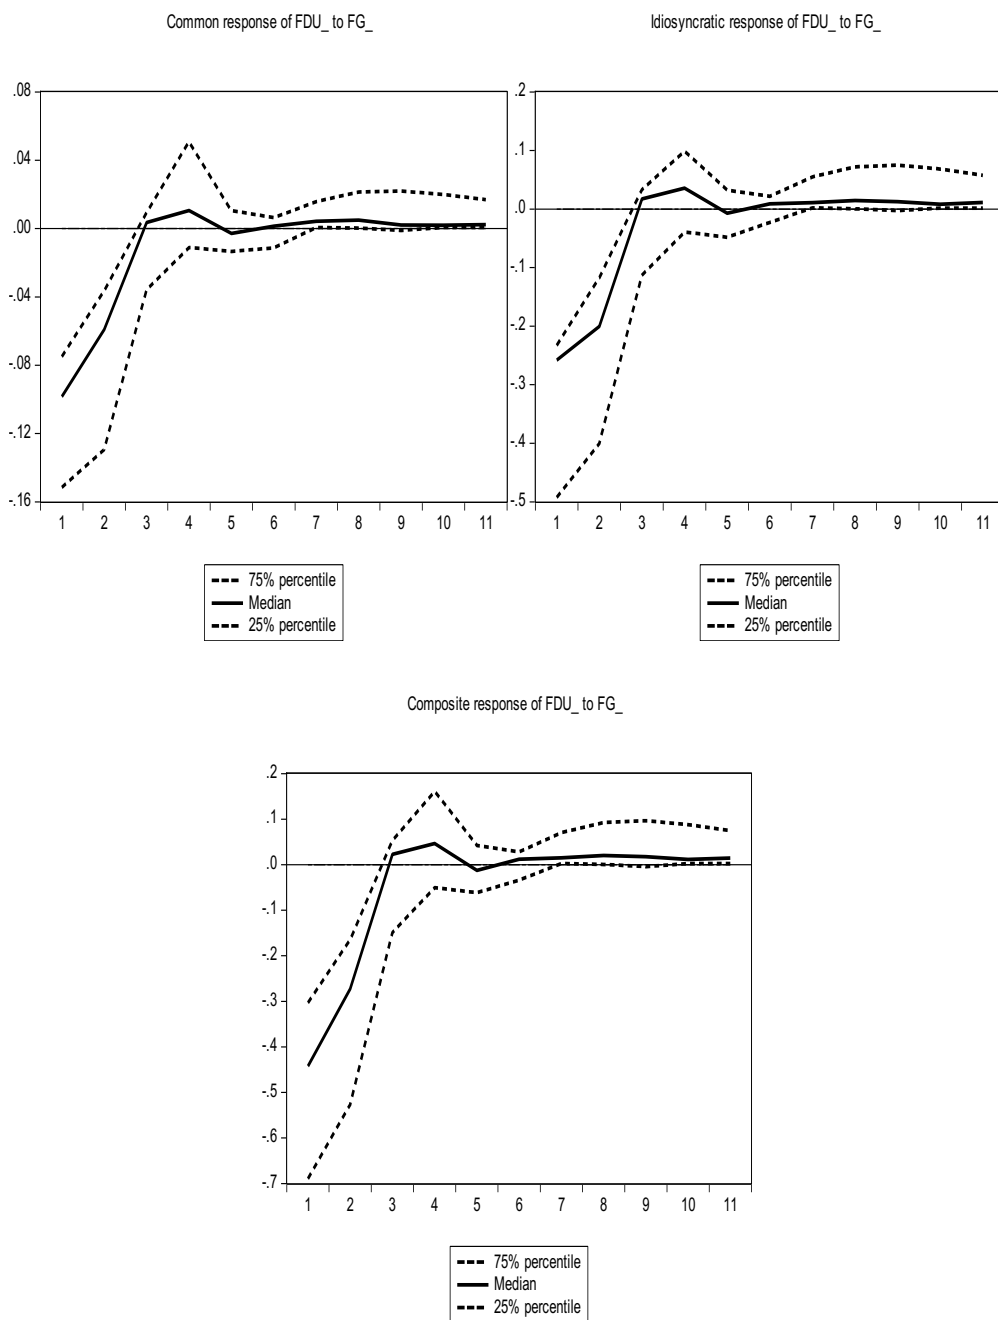 Common response of FDU_ to FG_
.08
.04
.00
-.04
-.08
-.12
-.16
1 2 3 4 5 6 7 8 9 10 11
75% percentile
Median
25% percentile
Idiosyncratic response of FDU_ to FG_
.2
.1
.0
-.1
-.2
-.3
-.4
-.5
1 2 3 4 5 6 7 8 9 10 11
75% percentile
Median
25% percentile
Composite response of FDU_ to FG_
.2
.1
.0
-.1
-.2
-.3
-.4
-.5
-.6
-.7
1 2 3 4 5 6 7 8 9 10 11
75% percentile
Median
25% percentile